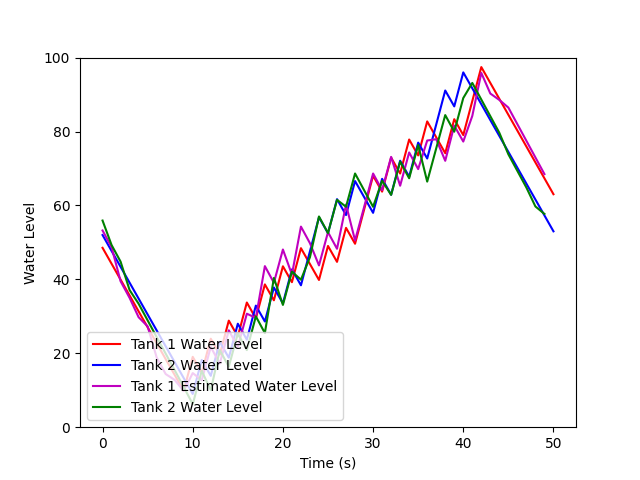 100
80
60
40
20
0
Water Level
Tank 1 Water Level
Tank 2 Water Level
Tank 1 Estimated Water Level
Tank 2 Water Level
0 10 20 30 40 50
Time (s)